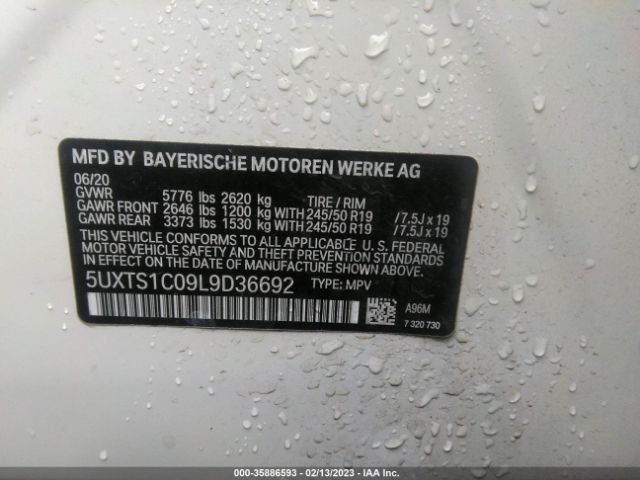 MFD BY BAYERISCHE MOTOREN WERKE AG
06/20
GVWR 5776 lbs 2620 kg TIRE / RIM
GAWR FRONT 2646 lbs 1200 kg WITH 245/50 R19 /7.5J x 19
GAWR REAR 3373 lbs 1530 kg WITH 245/50 R19 /7.5J x 19
THIS VEHICLE CONFORMS TO ALL APPLICABLE U. S. FEDERAL
MOTOR VEHICLE SAFETY AND THEFT PREVENTION STANDARDS
IN EFFECT ON THE DATE OF MANUFACTURE SHOWN ABOVE.
5UXTS1C09L9D36692 TYPE: MPV
A96M
7 320 730
000-35886593 - 02/13/2023 - IAA Inc.